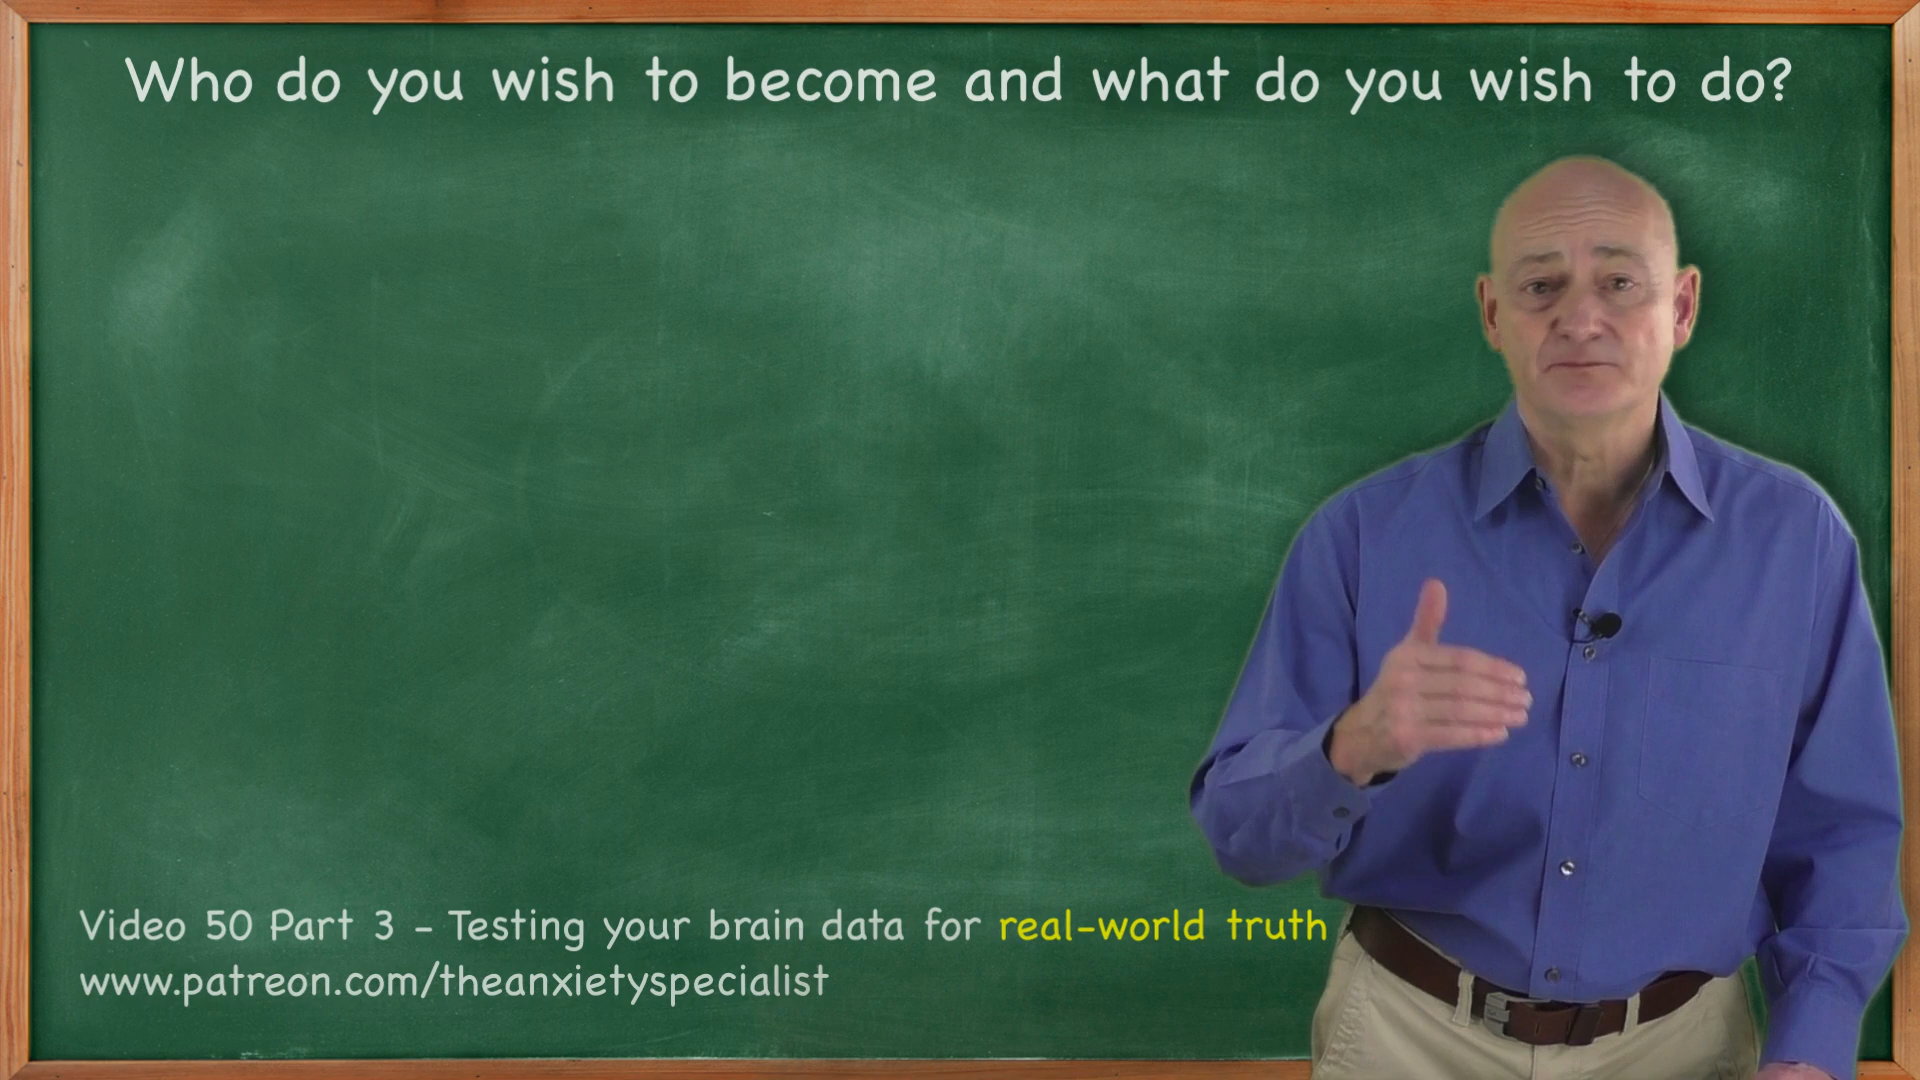 Who do you wish to become and what do you wish to do?
Video 50 Part 3 - Testing your brain data for real-world truth
www.patreon.com/theanxietyspecialist